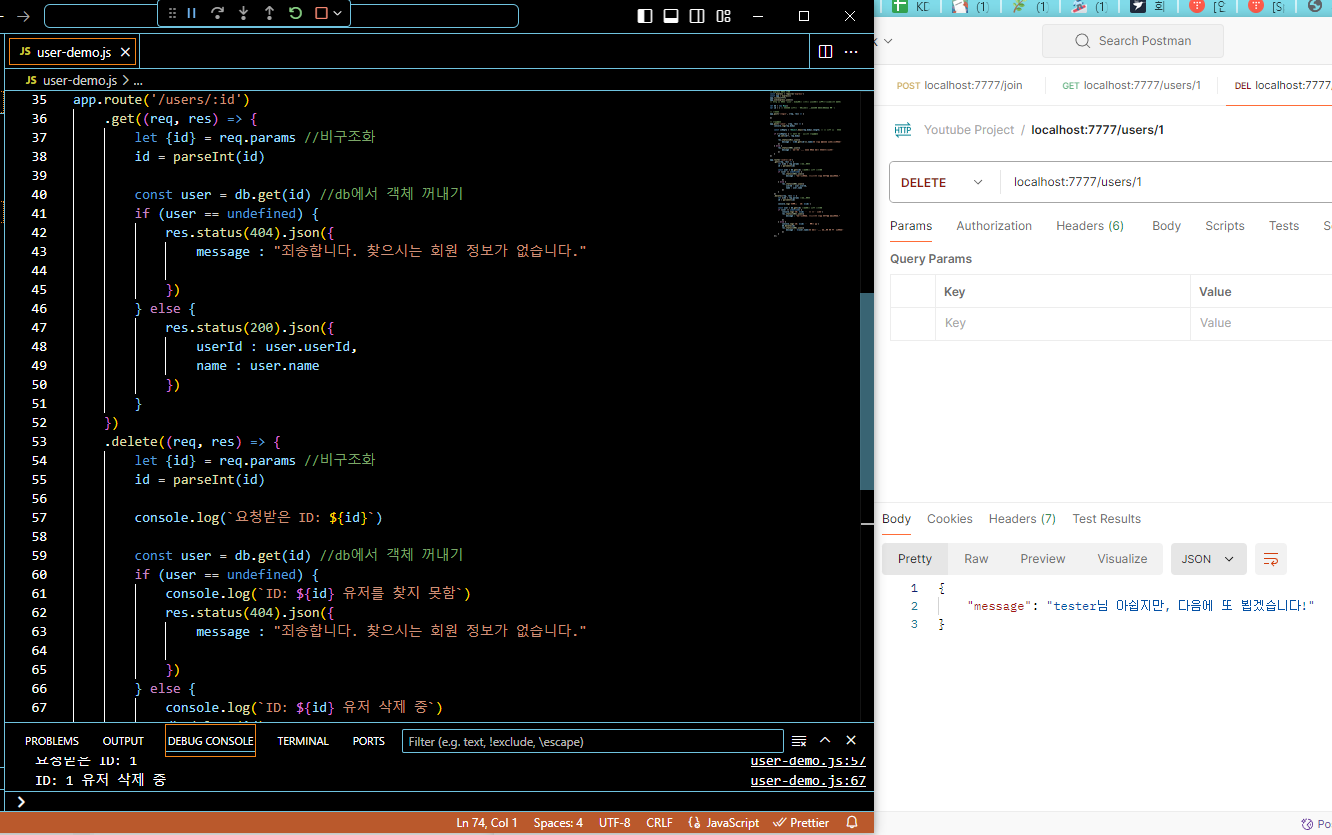 KD
(1)
(1)
(1)
회
[인
[S
JS user-demo.js
JS user-demo.js > ...
35 app.route('/users/:id')
36 .get((req, res) => {
37 let {id} = req.params //비구조화
38 id = parseInt(id)
39
40 const user = db.get(id) //db에서 객체 꺼내기
41 if (user == undefined) {
42 res.status(404).json({
43 message : "죄송합니다. 찾으시는 회원 정보가 없습니다."
44
45 })
46 } else {
47 res.status(200).json({
48 userId : user.userId,
49 name : user.name
50 })
51 }
52 })
53 .delete((req, res) => {
54 let {id} = req.params //비구조화
55 id = parseInt(id)
56
57 console.log(`요청받은 ID: ${id}`)
58
59 const user = db.get(id) //db에서 객체 꺼내기
60 if (user == undefined) {
61 console.log(`ID: ${id} 유저를 찾지 못함`)
62 res.status(404).json({
63 message : "죄송합니다. 찾으시는 회원 정보가 없습니다."
64
65 })
66 } else {
67 console.log(`ID: ${id} 유저 삭제 중`)
PROBLEMS OUTPUT DEBUG CONSOLE TERMINAL PORTS Filter (e.g. text, !exclude, \escape)
요청받은 ID: 1 user-demo.js:57
ID: 1 유저 삭제 중 user-demo.js:67
Ln 74, Col 1 Spaces: 4 UTF-8 CRLF JavaScript Prettier
Search Postman
POST localhost:7777/join GET localhost:7777/users/1 DEL localhost:7777/
HTTP Youtube Project / localhost:7777/users/1
DELETE localhost:7777/users/1
Params Authorization Headers (6) Body Scripts Tests S
Query Params
Key Value
Key Value
Body Cookies Headers (7) Test Results
Pretty Raw Preview Visualize JSON
1 {
2 "message": "tester님 아쉽지만, 다음에 또 뵙겠습니다!"
3 }
Po